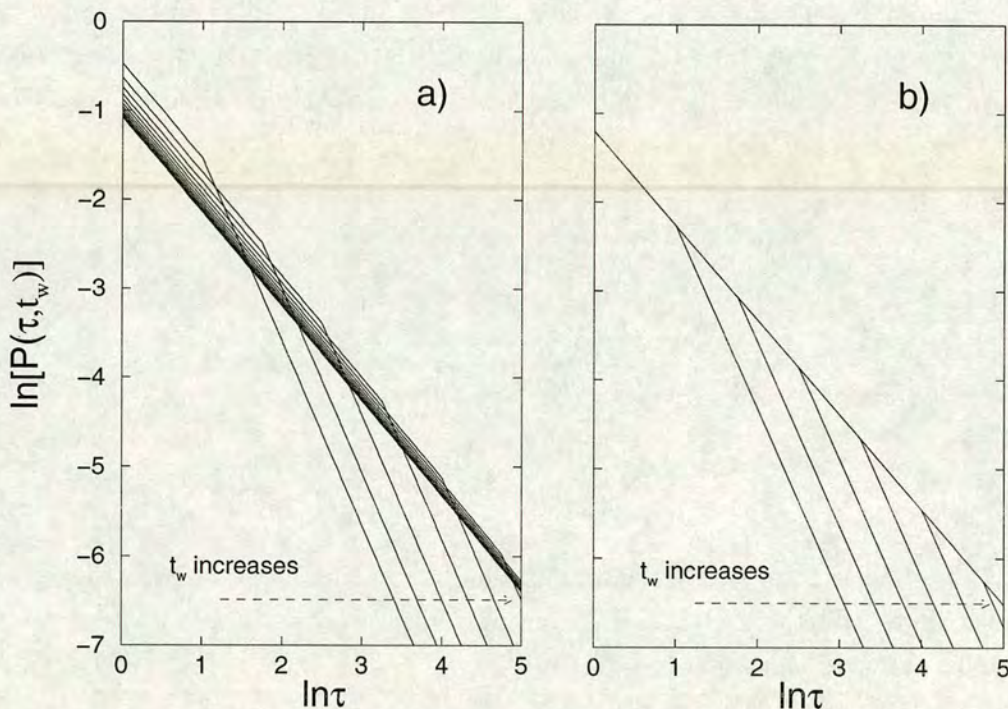 a)
0
−1
−2
−3
−4
−5
−6
−7
ln[P(τ,t_w)]
t_w increases
0 1 2 3 4 5
lnτ
b)
t_w increases
0 1 2 3 4 5
lnτ